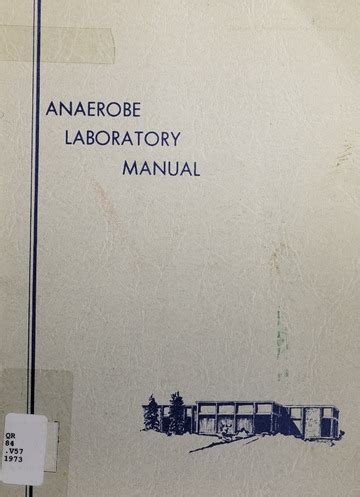 ANAEROBE
LABORATORY
MANUAL
QR
84
.V57
1973